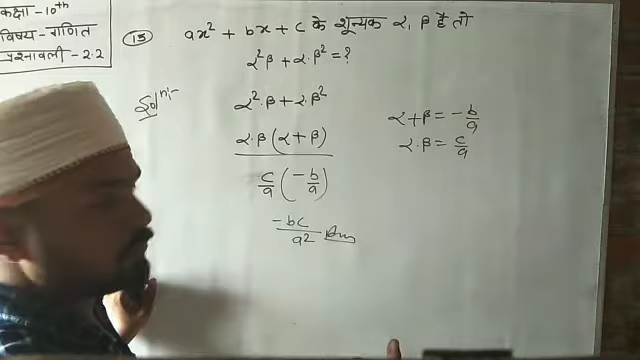 कक्षा - 10th
विषय - गणित
प्रश्नावली - 2.2
(13) ax² + bx + c के शून्यक α, β है तो
α²β + α.β² = ?
Solⁿ:-
α².β + α.β²
α.β (α + β)
c/a (-b/a)
-bc/a² Ans
α + β = -b/a
α.β = c/a